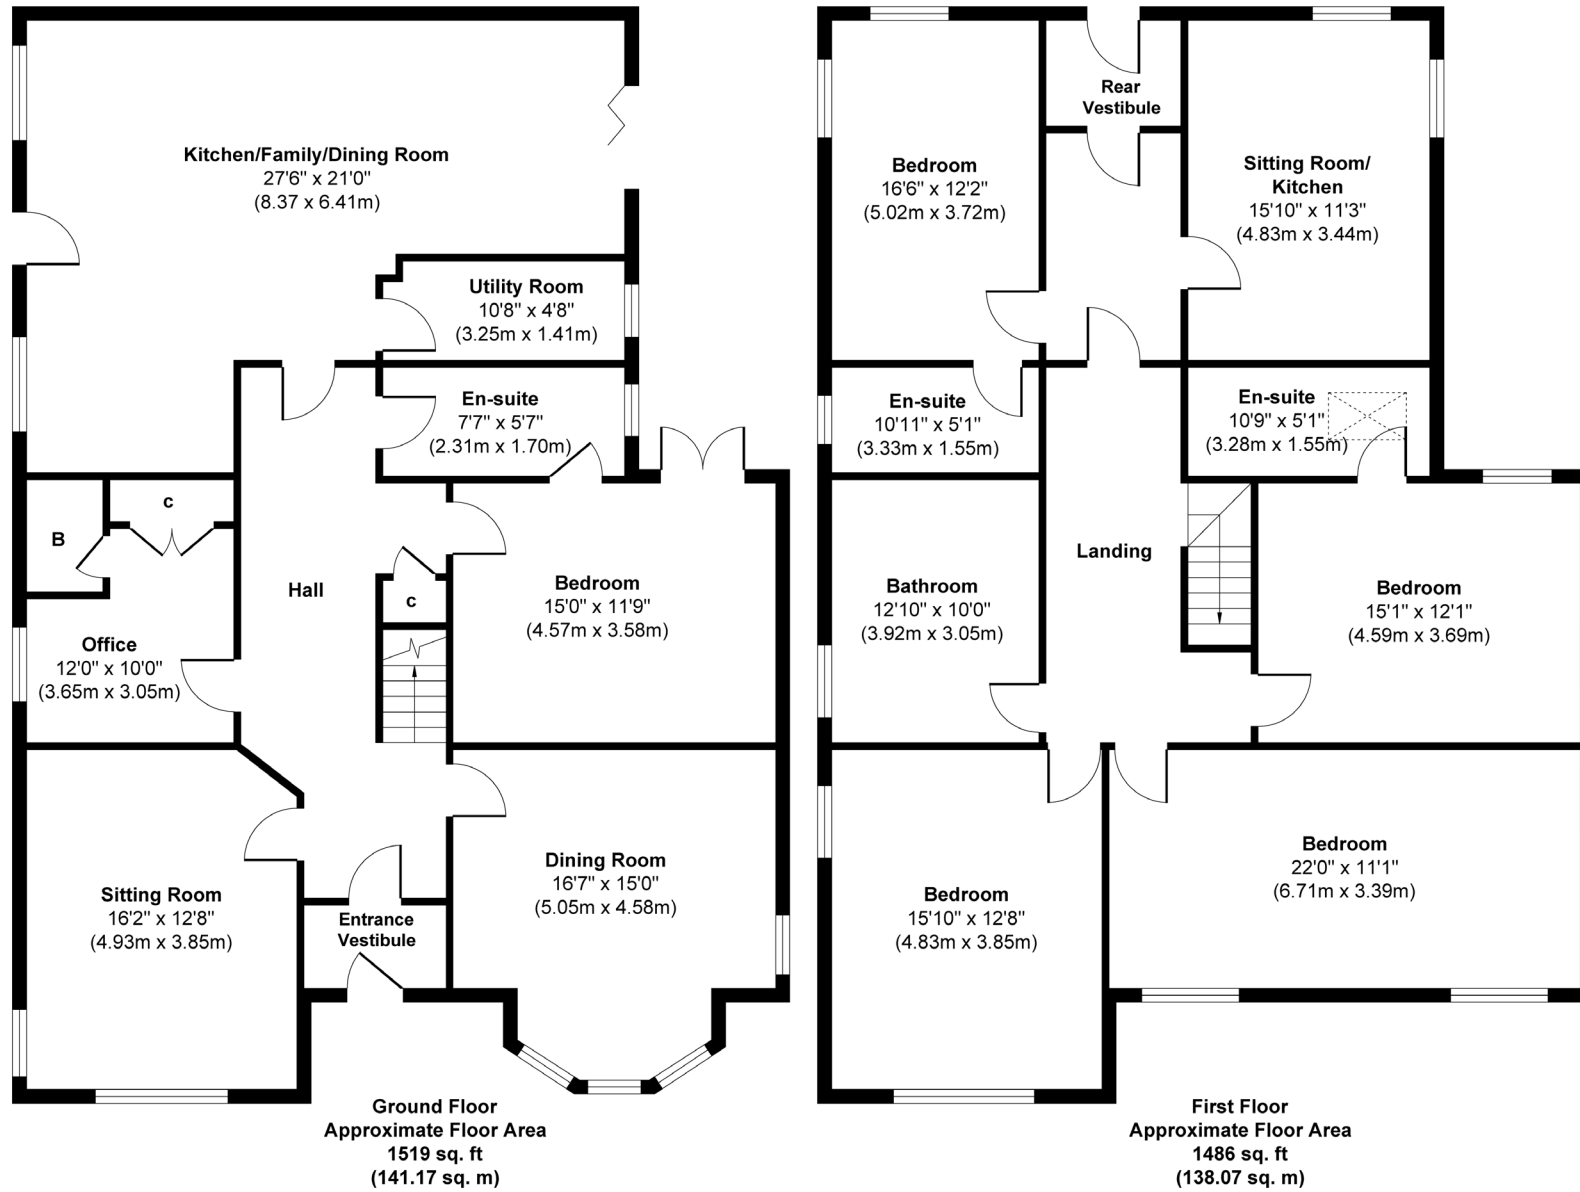 Kitchen/Family/Dining Room
27'6" x 21'0"
(8.37 x 6.41m)
Utility Room
10'8" x 4'8"
(3.25m x 1.41m)
En-suite
7'7" x 5'7"
(2.31m x 1.70m)
c
B
Hall
c
Bedroom
15'0" x 11'9"
(4.57m x 3.58m)
Office
12'0" x 10'0"
(3.65m x 3.05m)
Sitting Room
16'2" x 12'8"
(4.93m x 3.85m)
Entrance
Vestibule
Dining Room
16'7" x 15'0"
(5.05m x 4.58m)
Ground Floor
Approximate Floor Area
1519 sq. ft
(141.17 sq. m)
Bedroom
16'6" x 12'2"
(5.02m x 3.72m)
Rear
Vestibule
Sitting Room/
Kitchen
15'10" x 11'3"
(4.83m x 3.44m)
En-suite
10'11" x 5'1"
(3.33m x 1.55m)
En-suite
10'9" x 5'1"
(3.28m x 1.55m)
Landing
Bathroom
12'10" x 10'0"
(3.92m x 3.05m)
Bedroom
15'1" x 12'1"
(4.59m x 3.69m)
Bedroom
15'10" x 12'8"
(4.83m x 3.85m)
Bedroom
22'0" x 11'1"
(6.71m x 3.39m)
First Floor
Approximate Floor Area
1486 sq. ft
(138.07 sq. m)